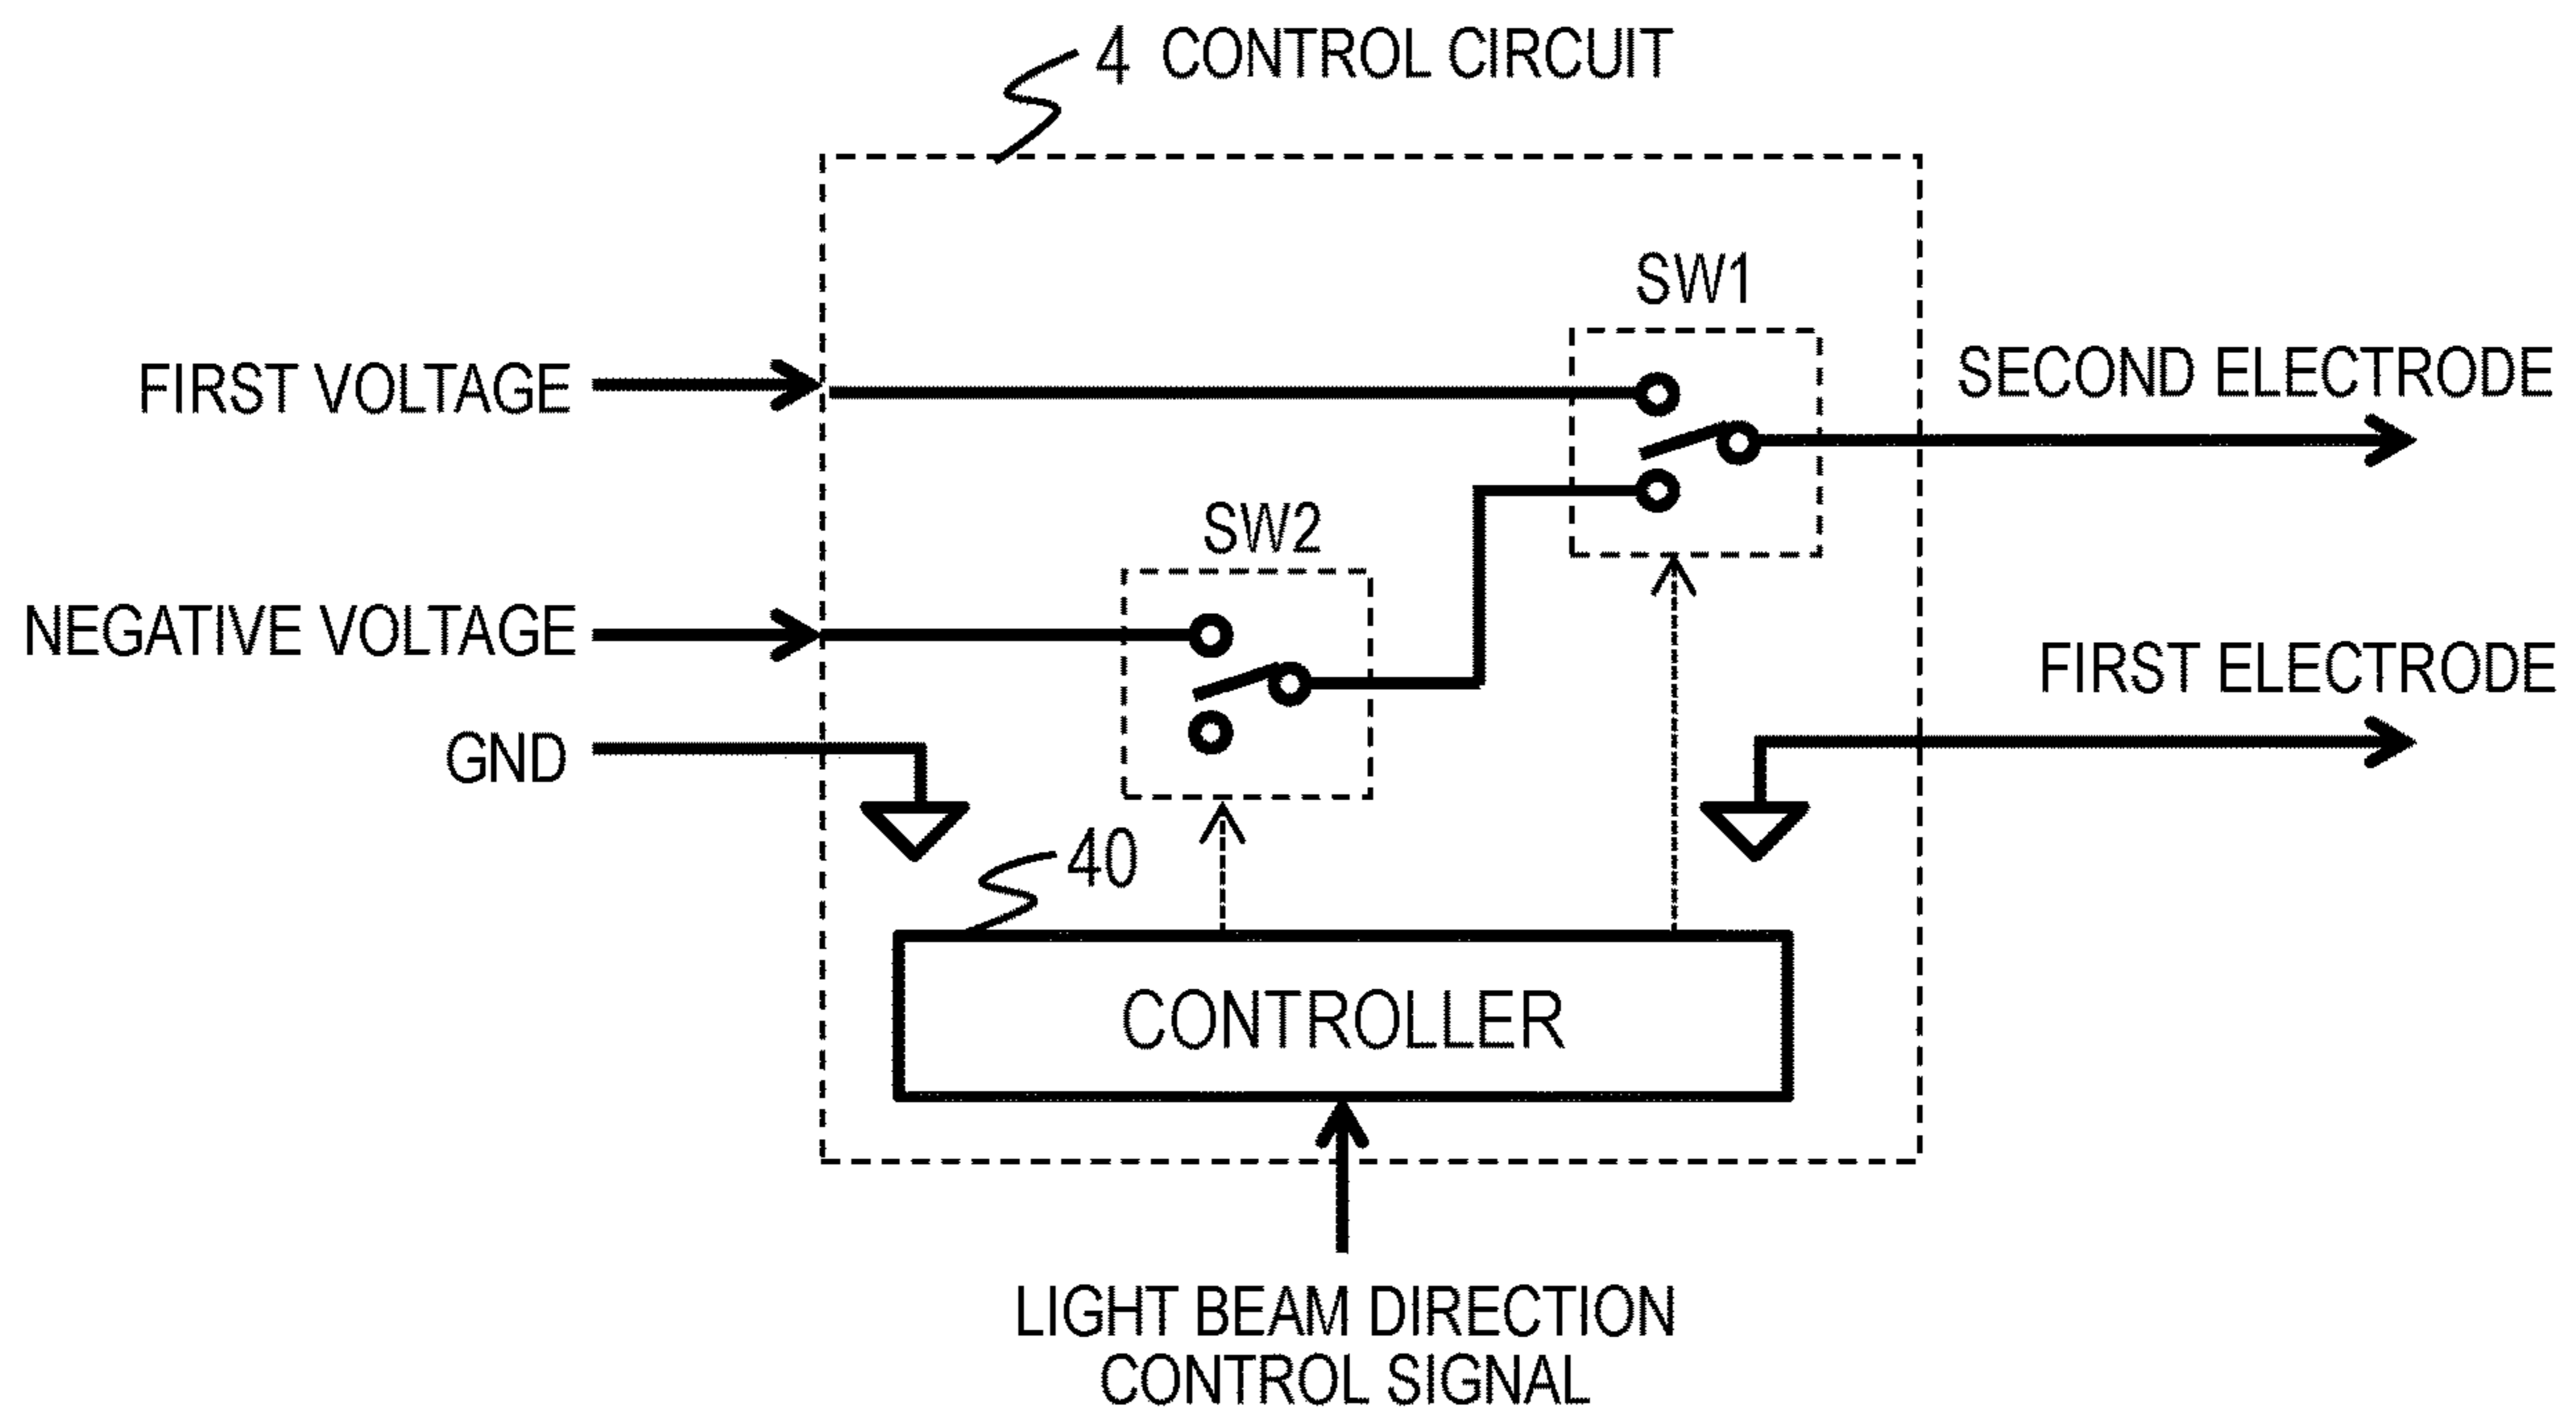 4 CONTROL CIRCUIT
SW1
FIRST VOLTAGE
SECOND ELECTRODE
SW2
NEGATIVE VOLTAGE
FIRST ELECTRODE
GND
40
CONTROLLER
LIGHT BEAM DIRECTION
CONTROL SIGNAL